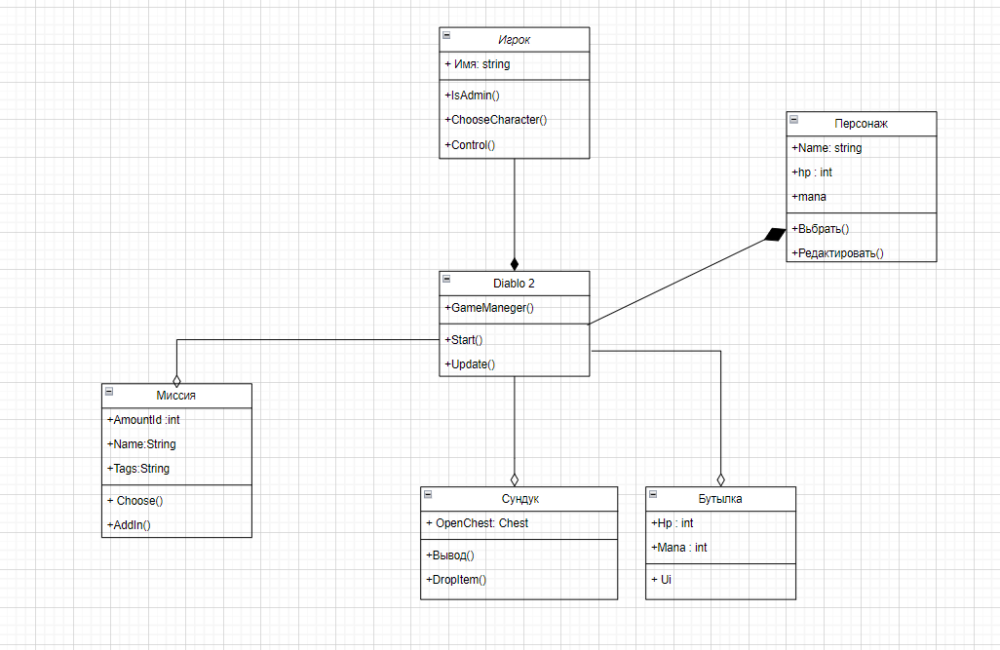 Игрок
+ Имя: string
+IsAdmin()
+ChooseCharacter()
+Control()
Персонаж
+Name: string
+hp : int
+mana
+Вьбрать()
+Редактировать()
Diablo 2
+GameManeger()
+Start()
+Update()
Миссия
+AmountId :int
+Name:String
+Tags:String
+ Choose()
+AddIn()
Сундук
+ OpenChest: Chest
+Вывод()
+DropItem()
Бутылка
+Hp : int
+Mana : int
+ Ui